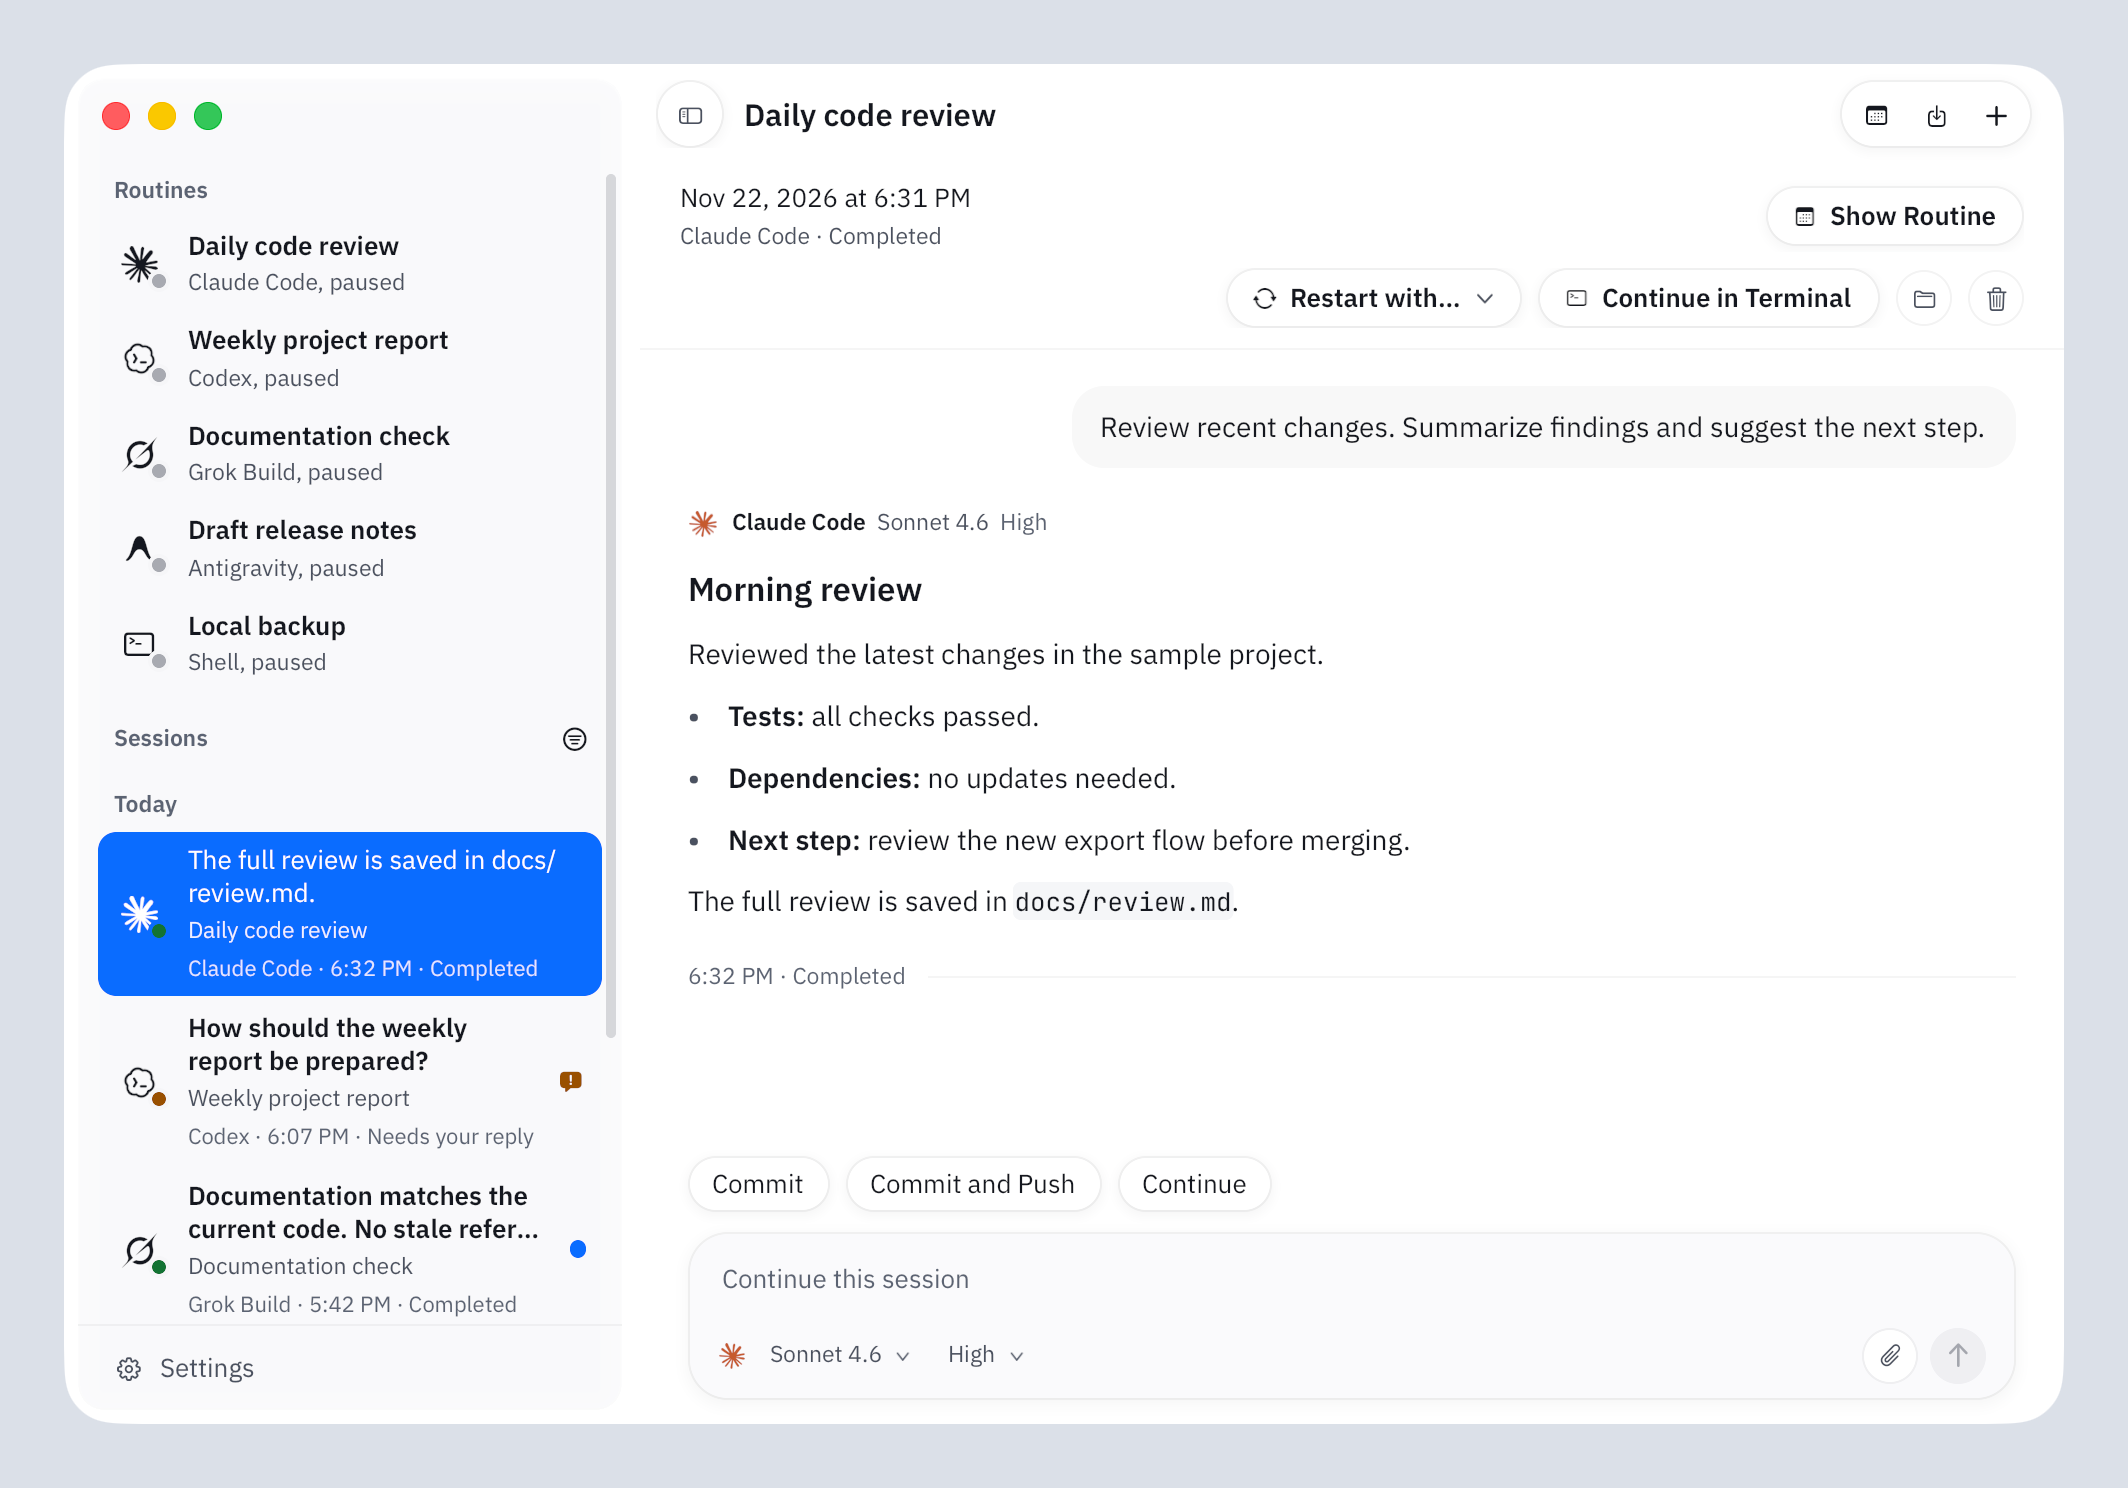 Routines
Daily code review
Claude Code, paused
Weekly project report
Codex, paused
Documentation check
Grok Build, paused
Draft release notes
Antigravity, paused
Local backup
Shell, paused
Sessions
Today
The full review is saved in docs/
review.md.
Daily code review
Claude Code · 6:32 PM · Completed
How should the weekly
report be prepared?
Weekly project report
Codex · 6:07 PM · Needs your reply
Documentation matches the
current code. No stale refer...
Documentation check
Grok Build · 5:42 PM · Completed
Settings
Daily code review
Nov 22, 2026 at 6:31 PM
Claude Code · Completed
Show Routine
Restart with...
Continue in Terminal
Review recent changes. Summarize findings and suggest the next step.
Claude Code Sonnet 4.6 High
Morning review
Reviewed the latest changes in the sample project.
• Tests: all checks passed.
• Dependencies: no updates needed.
• Next step: review the new export flow before merging.
The full review is saved in docs/review.md.
6:32 PM · Completed
Commit
Commit and Push
Continue
Continue this session
Sonnet 4.6
High